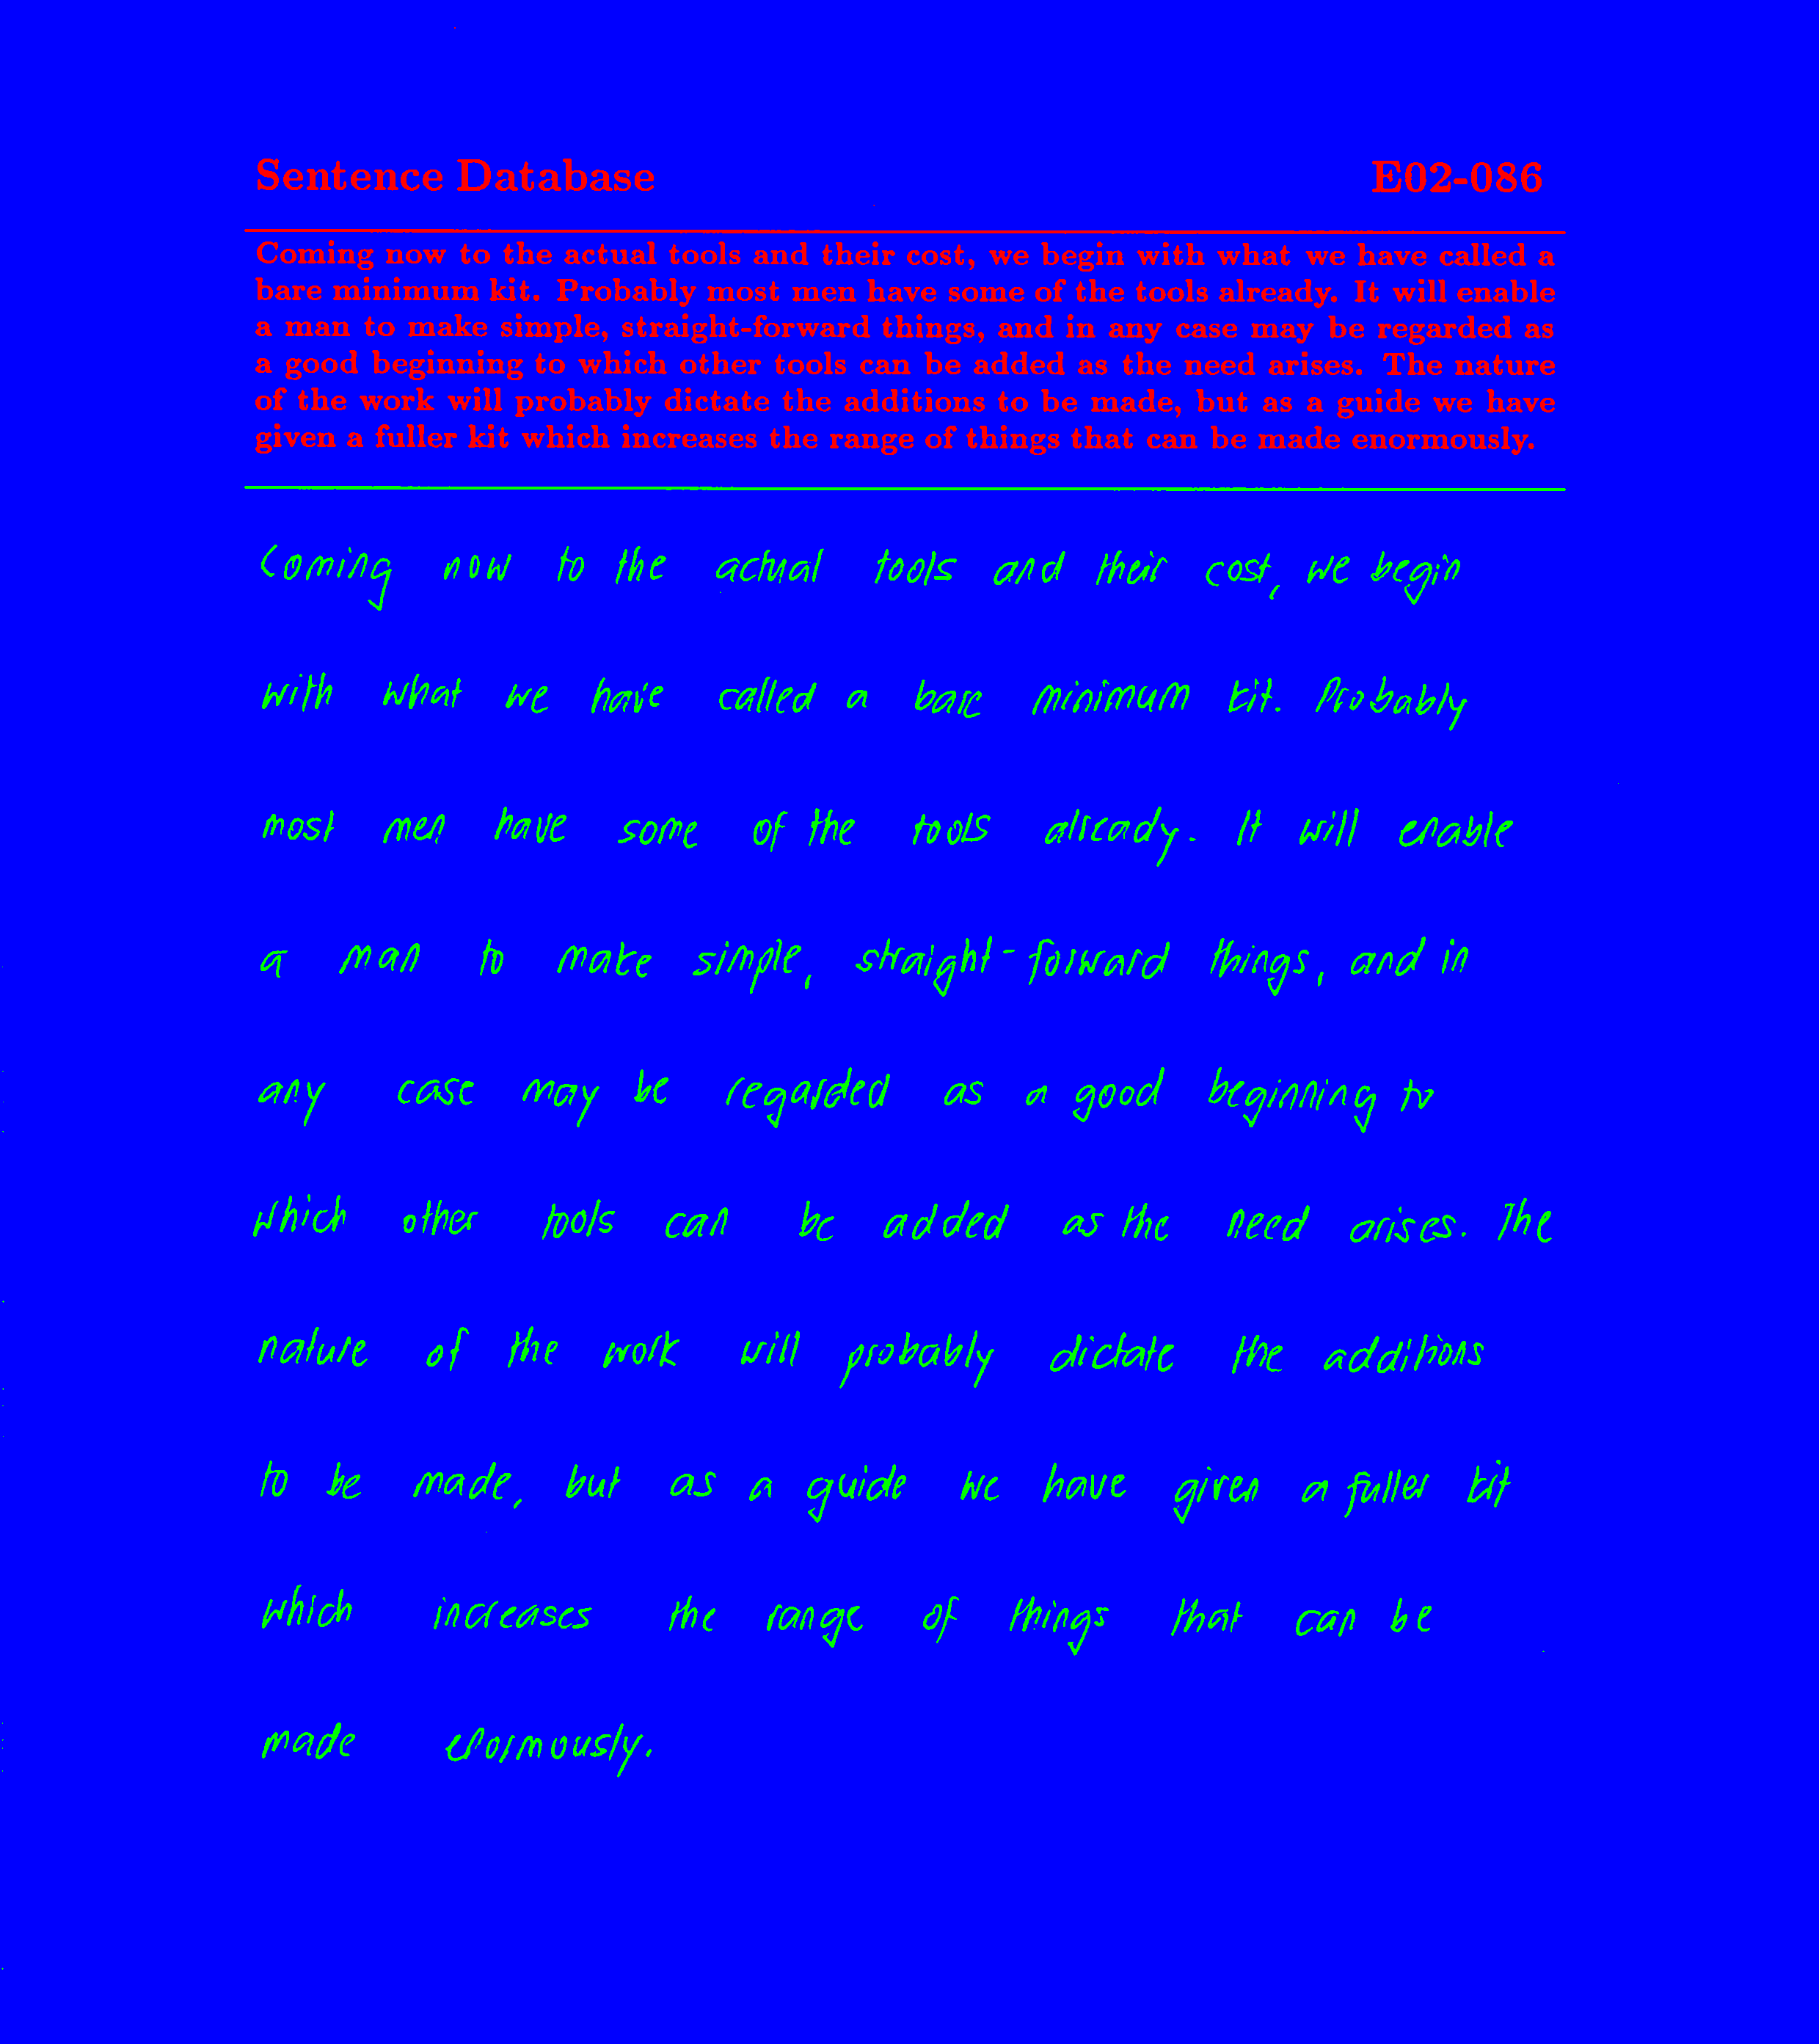 Sentence Database E02-086
Coming now to the actual tools and their cost, we begin with what we have called a
bare minimum kit. Probably most men have some of the tools already. It will enable
a man to make simple, straight-forward things, and in any case may be regarded as
a good beginning to which other tools can be added as the need arises. The nature
of the work will probably dictate the additions to be made, but as a guide we have
given a fuller kit which increases the range of things that can be made enormously.
Coming now to the actual tools and their cost, we begin
with what we have called a bare minimum kit. Probably
most men have some of the tools already. It will enable
a man to make simple, straight-forward things, and in
any case may be regarded as a good beginning to
which other tools can be added as the need arises. The
nature of the work will probably dictate the additions
to be made, but as a guide we have given a fuller kit
which increases the range of things that can be
made enormously.